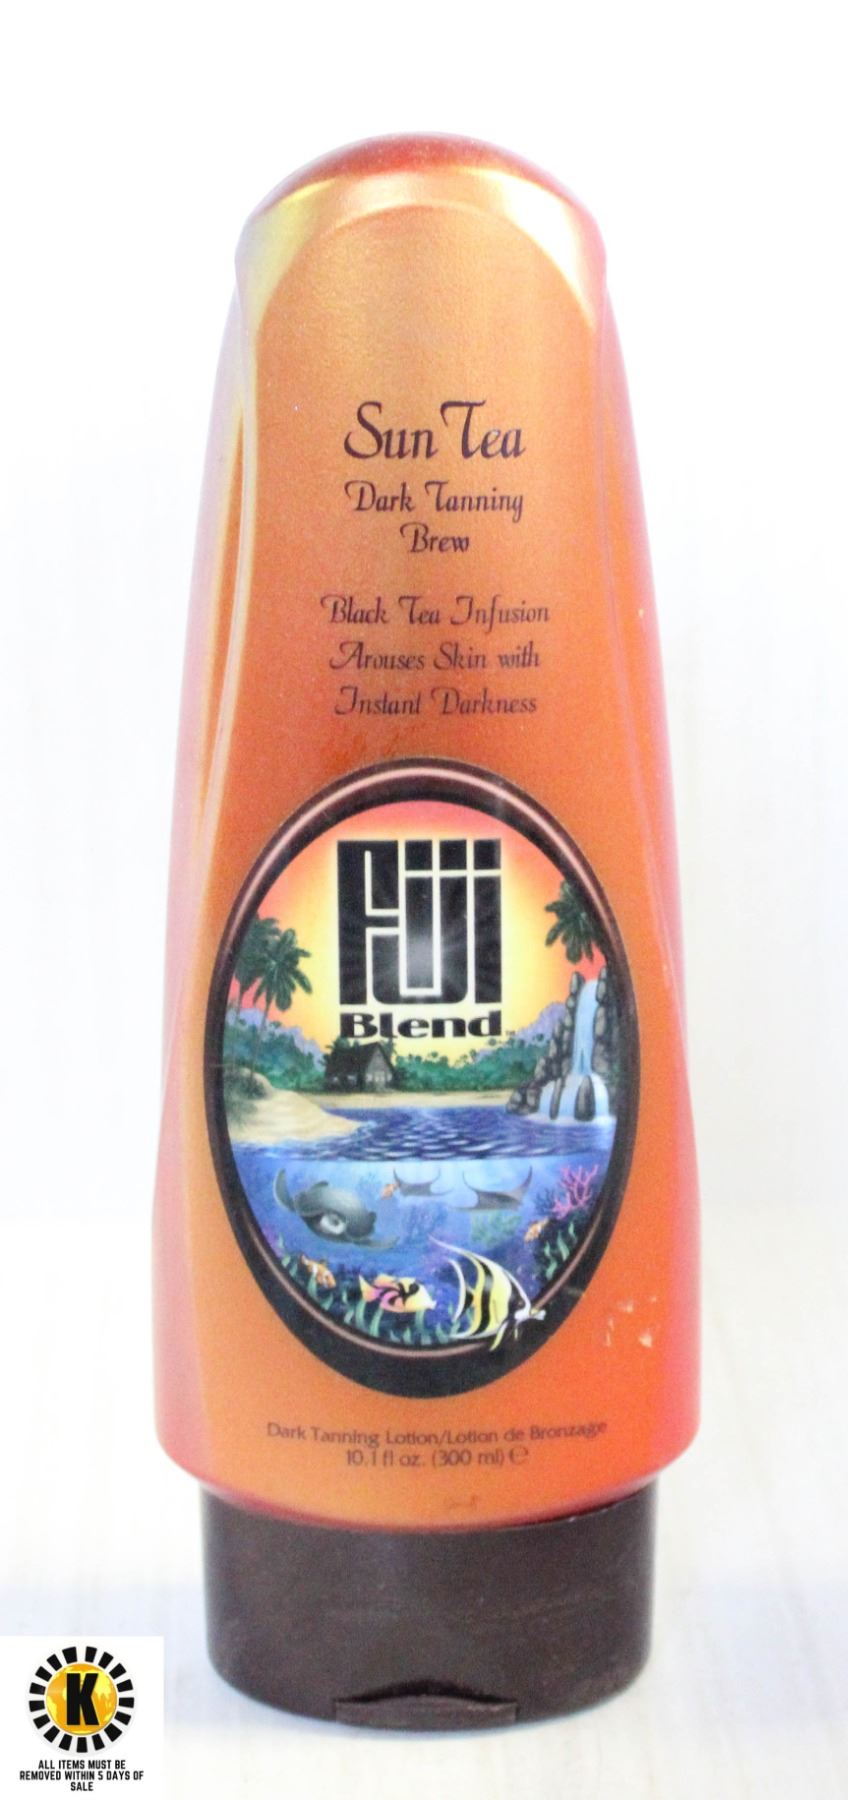 Sun Tea
Dark Tanning
Brew
Black Tea Infusion
Arouses Skin with
Instant Darkness
Fiji
Blend™
Dark Tanning Lotion/Lotion de Bronzage
10.1 fl oz. (300 ml) ℮
K
ALL ITEMS MUST BE
REMOVED WITHIN 5 DAYS OF
SALE